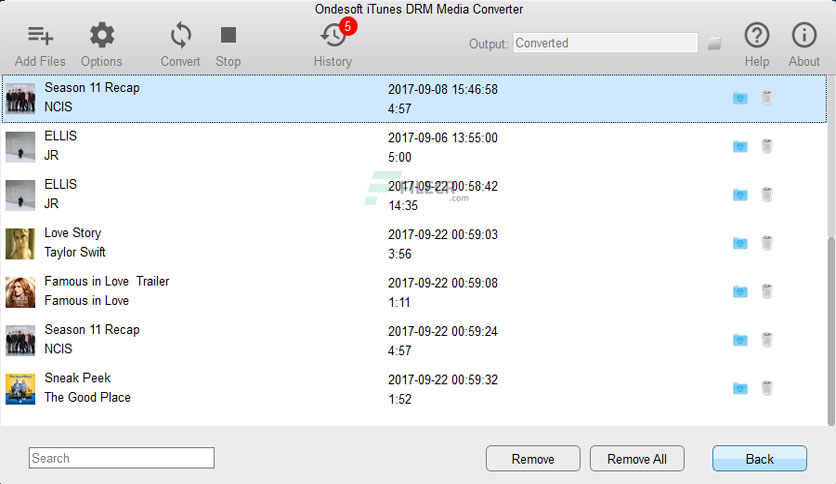 Ondesoft iTunes DRM Media Converter
5
Add Files Options Convert Stop History Output: Converted Help About
Season 11 Recap 2017-09-08 15:46:58
NCIS 4:57
ELLIS 2017-09-06 13:55:00
JR 5:00
ELLIS 2017-09-22 00:58:42
JR 14:35
FILECR
.com
Love Story 2017-09-22 00:59:03
Taylor Swift 3:56
Famous in Love  Trailer 2017-09-22 00:59:08
Famous in Love 1:11
Season 11 Recap 2017-09-22 00:59:24
NCIS 4:57
Sneak Peek 2017-09-22 00:59:32
The Good Place 1:52
Search Remove Remove All Back